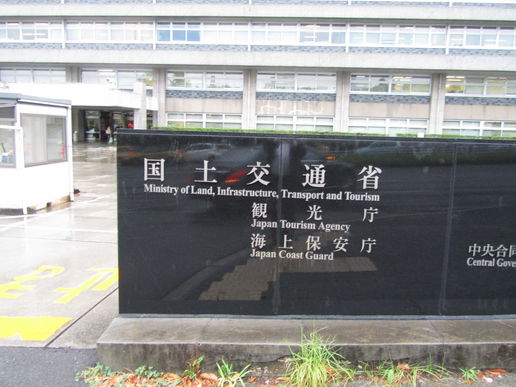 国土交通省
Ministry of Land, Infrastructure, Transport and Tourism
観光庁
Japan Tourism Agency
海上保安庁
Japan Coast Guard
中央合同
Central Gove